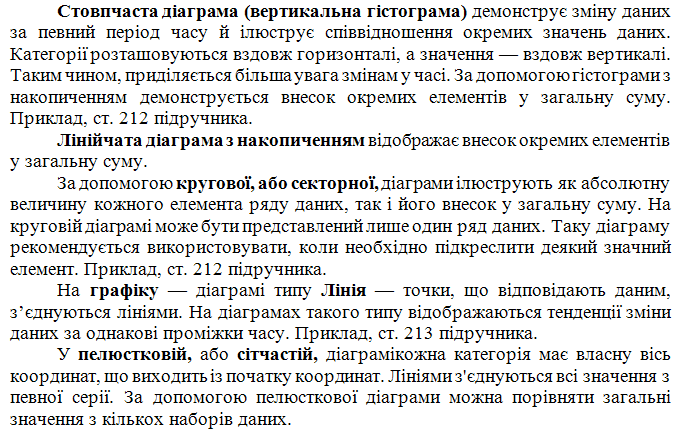 Стовпчаста діаграма (вертикальна гістограма) демонструє зміну даних
за певний період часу й ілюструє співвідношення окремих значень даних.
Категорії розташовуються вздовж горизонталі, а значення — вздовж вертикалі.
Таким чином, приділяється більша увага змінам у часі. За допомогою гістограми з
накопиченням демонструється внесок окремих елементів у загальну суму.
Приклад, ст. 212 підручника.
Лінійчата діаграма з накопиченням відображає внесок окремих елементів
у загальну суму.
За допомогою кругової, або секторної, діаграми ілюструють як абсолютну
величину кожного елемента ряду даних, так і його внесок у загальну суму. На
круговій діаграмі може бути представлений лише один ряд даних. Таку діаграму
рекомендується використовувати, коли необхідно підкреслити деякий значний
елемент. Приклад, ст. 212 підручника.
На графіку — діаграмі типу Лінія — точки, що відповідають даним,
з’єднуються лініями. На діаграмах такого типу відображаються тенденції зміни
даних за однакові проміжки часу. Приклад, ст. 213 підручника.
У пелюстковій, або сітчастій, діаграмікожна категорія має власну вісь
координат, що виходить із початку координат. Лініями з'єднуються всі значення з
певної серії. За допомогою пелюсткової діаграми можна порівняти загальні
значення з кількох наборів даних.